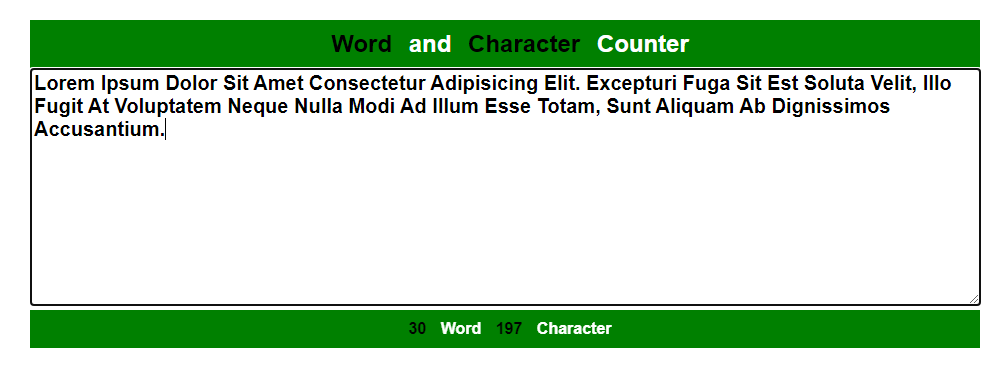 Word and Character Counter
Lorem Ipsum Dolor Sit Amet Consectetur Adipisicing Elit. Excepturi Fuga Sit Est Soluta Velit, Illo
Fugit At Voluptatem Neque Nulla Modi Ad Illum Esse Totam, Sunt Aliquam Ab Dignissimos
Accusantium.
30 Word 197 Character